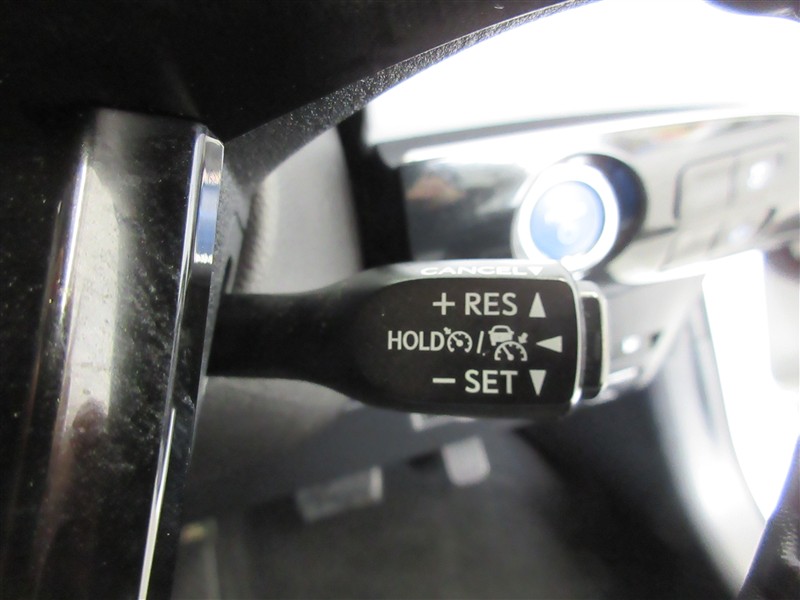 CANCEL▼
+ RES ▲
HOLD / ◄
− SET ▼